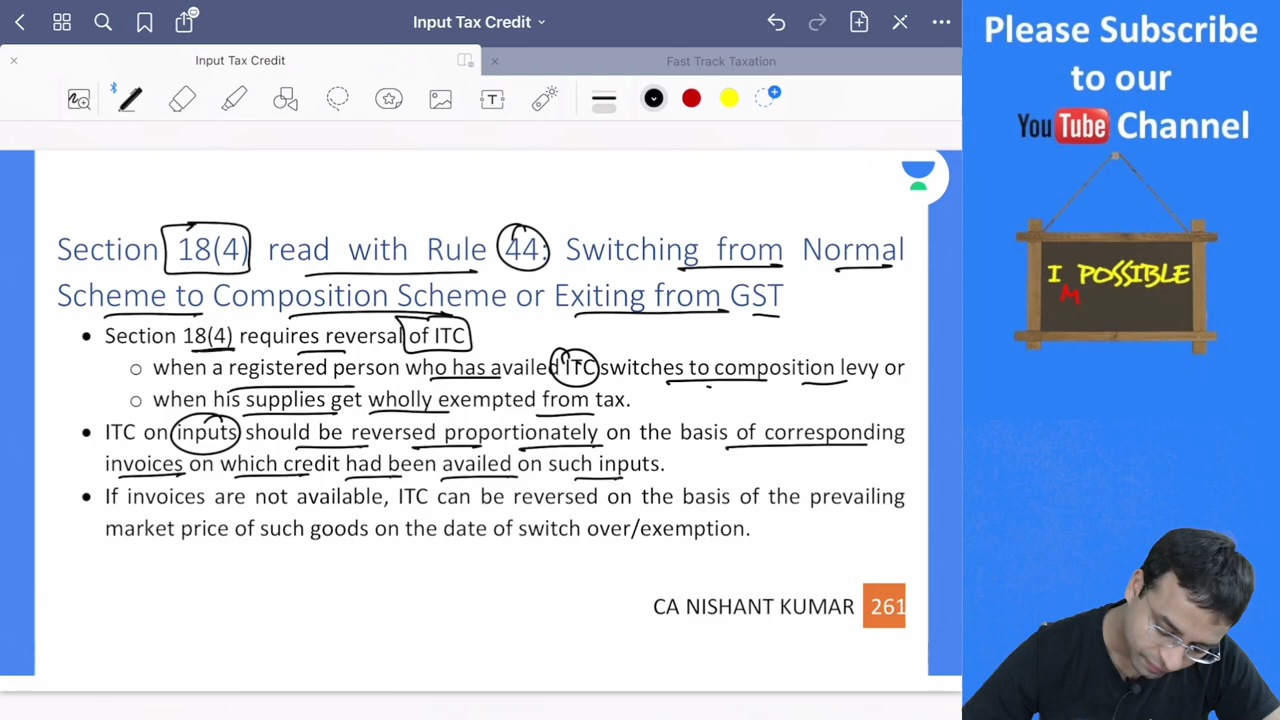 Input Tax Credit
Input Tax Credit
Fast Track Taxation
T
Section 18(4) read with Rule 44: Switching from Normal
Scheme to Composition Scheme or Exiting from GST
• Section 18(4) requires reversal of ITC
○ when a registered person who has availed ITC switches to composition levy or
○ when his supplies get wholly exempted from tax.
• ITC on inputs should be reversed proportionately on the basis of corresponding
invoices on which credit had been availed on such inputs.
• If invoices are not available, ITC can be reversed on the basis of the prevailing
market price of such goods on the date of switch over/exemption.
CA NISHANT KUMAR 261
Please Subscribe
to our
YouTube Channel
I POSSIBLE
M